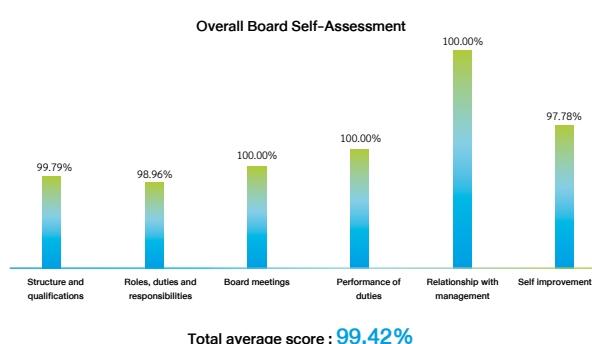 Overall Board Self-Assessment
100.00%
97.78%
100.00%
100.00%
99.79%
98.96%
Structure and
qualifications
Roles, duties and
responsibilities
Board meetings
Performance of
duties
Relationship with
management
Self improvement
Total average score : 99.42%